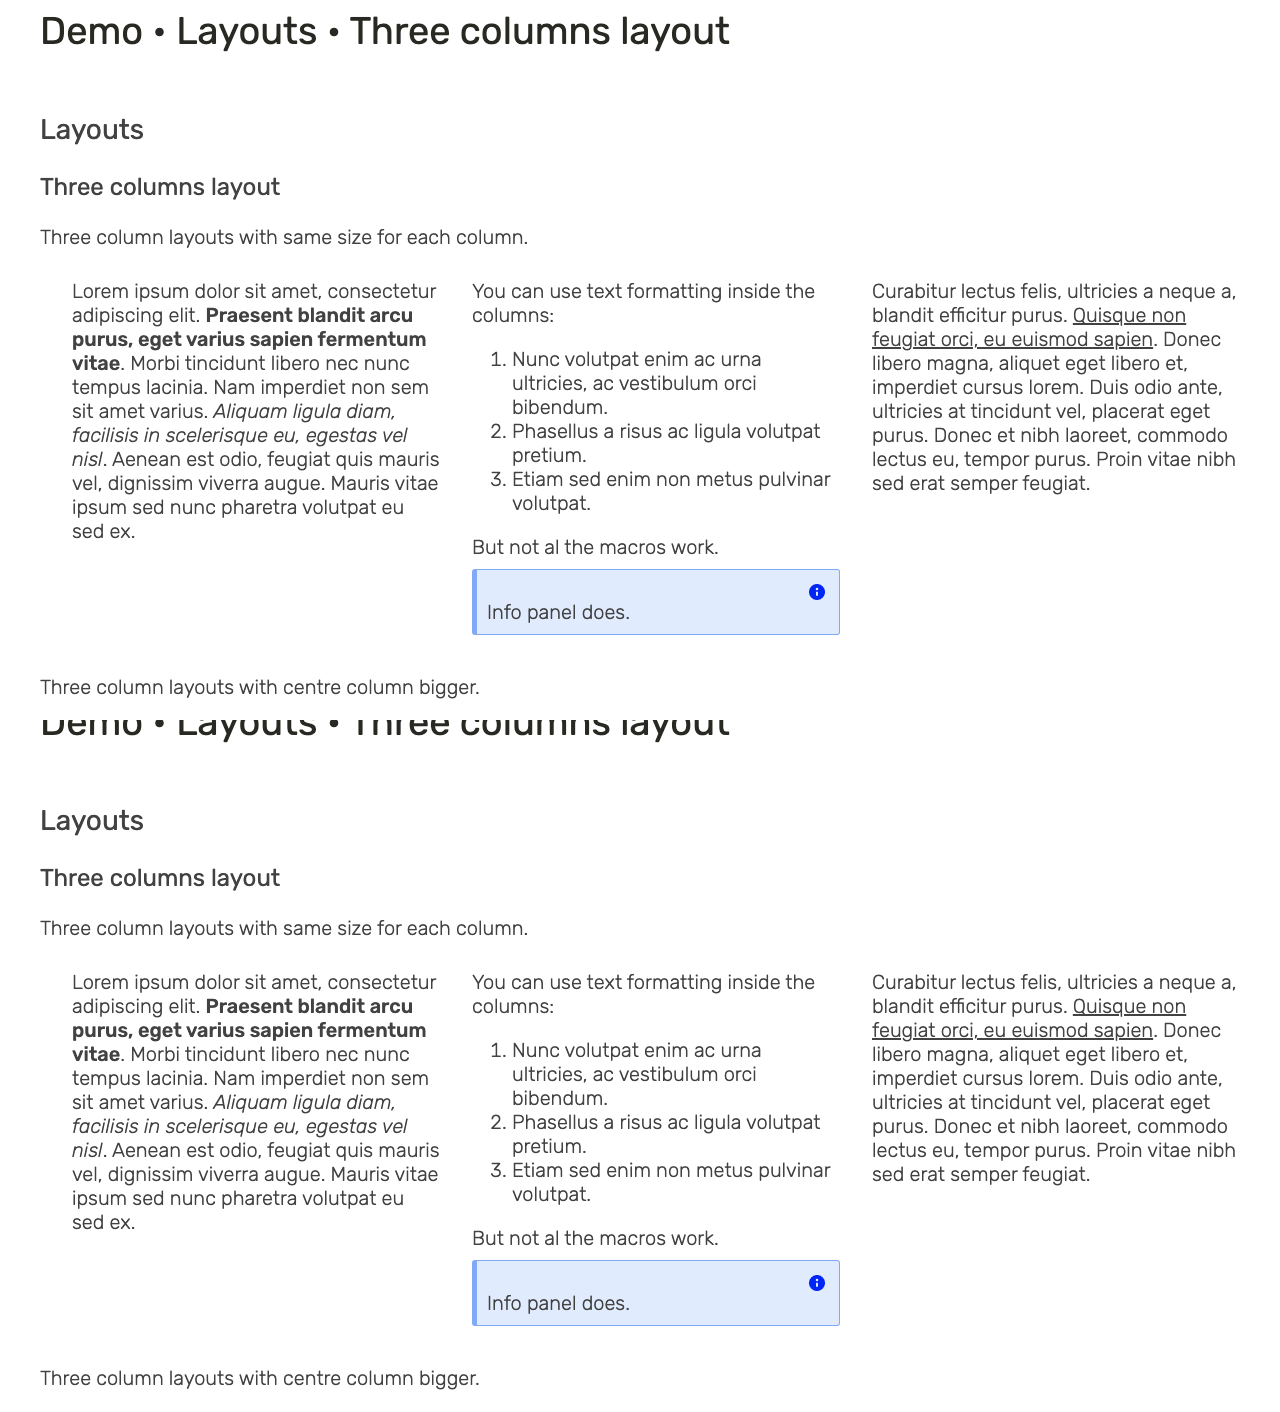 Demo • Layouts • Three columns layout
Layouts
Three columns layout
Three column layouts with same size for each column.
Lorem ipsum dolor sit amet, consectetur
adipiscing elit. Praesent blandit arcu
purus, eget varius sapien fermentum
vitae. Morbi tincidunt libero nec nunc
tempus lacinia. Nam imperdiet non sem
sit amet varius. Aliquam ligula diam,
facilisis in scelerisque eu, egestas vel
nisl. Aenean est odio, feugiat quis mauris
vel, dignissim viverra augue. Mauris vitae
ipsum sed nunc pharetra volutpat eu
sed ex.
You can use text formatting inside the
columns:
1. Nunc volutpat enim ac urna
ultricies, ac vestibulum orci
bibendum.
2. Phasellus a risus ac ligula volutpat
pretium.
3. Etiam sed enim non metus pulvinar
volutpat.
But not al the macros work.
Info panel does.
Curabitur lectus felis, ultricies a neque a,
blandit efficitur purus. Quisque non
feugiat orci, eu euismod sapien. Donec
libero magna, aliquet eget libero et,
imperdiet cursus lorem. Duis odio ante,
ultricies at tincidunt vel, placerat eget
purus. Donec et nibh laoreet, commodo
lectus eu, tempor purus. Proin vitae nibh
sed erat semper feugiat.
Three column layouts with centre column bigger.
Demo • Layouts • Three columns layout
Layouts
Three columns layout
Three column layouts with same size for each column.
Lorem ipsum dolor sit amet, consectetur
adipiscing elit. Praesent blandit arcu
purus, eget varius sapien fermentum
vitae. Morbi tincidunt libero nec nunc
tempus lacinia. Nam imperdiet non sem
sit amet varius. Aliquam ligula diam,
facilisis in scelerisque eu, egestas vel
nisl. Aenean est odio, feugiat quis mauris
vel, dignissim viverra augue. Mauris vitae
ipsum sed nunc pharetra volutpat eu
sed ex.
You can use text formatting inside the
columns:
1. Nunc volutpat enim ac urna
ultricies, ac vestibulum orci
bibendum.
2. Phasellus a risus ac ligula volutpat
pretium.
3. Etiam sed enim non metus pulvinar
volutpat.
But not al the macros work.
Info panel does.
Curabitur lectus felis, ultricies a neque a,
blandit efficitur purus. Quisque non
feugiat orci, eu euismod sapien. Donec
libero magna, aliquet eget libero et,
imperdiet cursus lorem. Duis odio ante,
ultricies at tincidunt vel, placerat eget
purus. Donec et nibh laoreet, commodo
lectus eu, tempor purus. Proin vitae nibh
sed erat semper feugiat.
Three column layouts with centre column bigger.